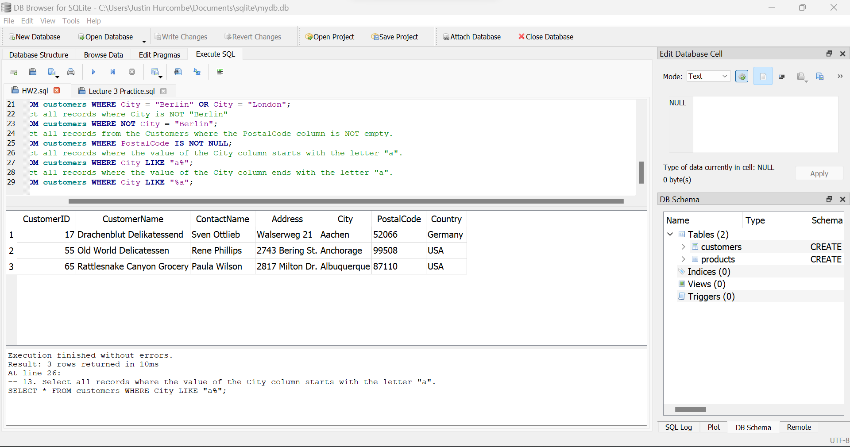 DB Browser for SQLite - C:\Users\Justin Hurcombe\Documents\sqlite\mydb.db
File Edit View Tools Help
New Database Open Database Write Changes Revert Changes Open Project Save Project Attach Database Close Database
Database Structure Browse Data Edit Pragmas Execute SQL
HW2.sql Lecture 3 Practice.sql
21 OM customers WHERE City = "Berlin" OR City = "London";
22 ct all records where City is NOT "Berlin"
23 OM customers WHERE NOT City = "Berlin";
24 ct all records from the Customers where the PostalCode column is NOT empty.
25 OM customers WHERE PostalCode IS NOT NULL;
26 ct all records where the value of the City column starts with the letter "a".
27 OM customers WHERE City LIKE "a%";
28 ct all records where the value of the City column ends with the letter "a".
29 OM customers WHERE City LIKE "%a";
CustomerID CustomerName ContactName Address City PostalCode Country
1 17 Drachenblut Delikatessend Sven Ottlieb Walserweg 21 Aachen 52066 Germany
2 55 Old World Delicatessen Rene Phillips 2743 Bering St. Anchorage 99508 USA
3 65 Rattlesnake Canyon Grocery Paula Wilson 2817 Milton Dr. Albuquerque 87110 USA
Execution finished without errors.
Result: 3 rows returned in 10ms
At line 26:
-- 13. Select all records where the value of the City column starts with the letter "a".
SELECT * FROM customers WHERE City LIKE "a%";
Edit Database Cell
Mode: Text
NULL
Type of data currently in cell: NULL
0 byte(s)
Apply
DB Schema
Name Type Schema
Tables (2)
customers CREATE
products CREATE
Indices (0)
Views (0)
Triggers (0)
SQL Log Plot DB Schema Remote
UTF-8